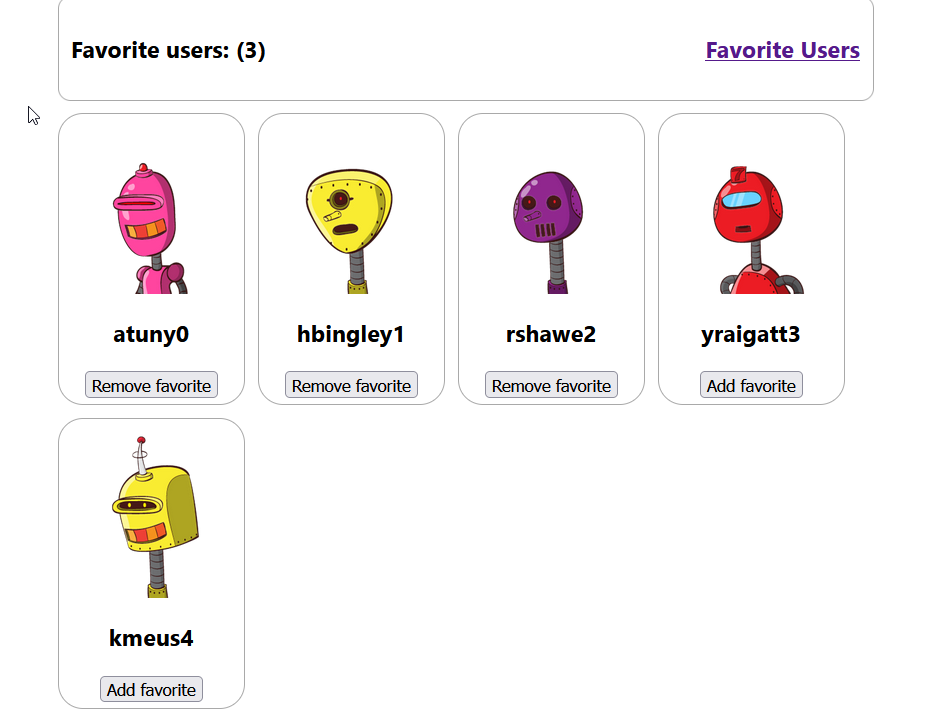 Favorite users: (3)
Favorite Users
atuny0
hbingley1
rshawe2
yraigatt3
Remove favorite
Remove favorite
Remove favorite
Add favorite
kmeus4
Add favorite